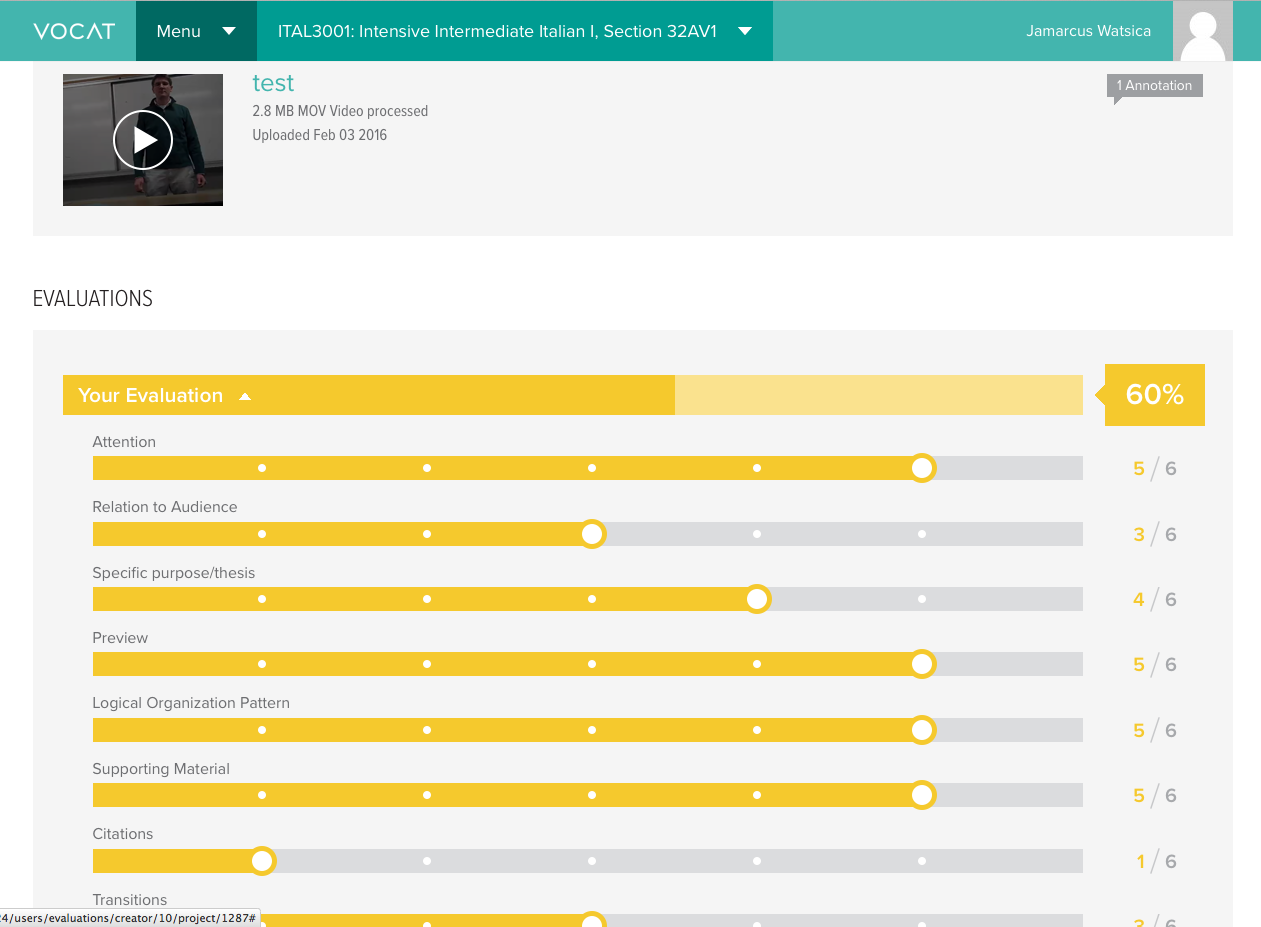 VOCAT Menu ITAL3001: Intensive Intermediate Italian I, Section 32AV1 Jamarcus Watsica
test
1 Annotation
2.8 MB MOV Video processed
Uploaded Feb 03 2016
EVALUATIONS
Your Evaluation 60%
Attention
5 / 6
Relation to Audience
3 / 6
Specific purpose/thesis
4 / 6
Preview
5 / 6
Logical Organization Pattern
5 / 6
Supporting Material
5 / 6
Citations
1 / 6
Transitions
24/users/evaluations/creator/10/project/1287#
3 / 6